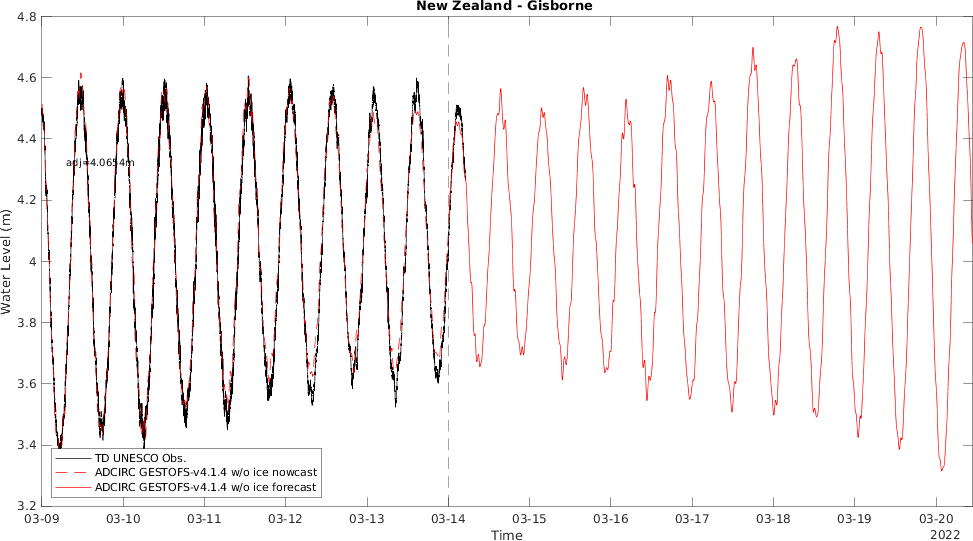 New Zealand - Gisborne
4.8
4.6
4.4
4.2
4
3.8
3.6
3.4
3.2
Water Level (m)
adj=4.0654m
TD UNESCO Obs.
ADCIRC GESTOFS-v4.1.4 w/o ice nowcast
ADCIRC GESTOFS-v4.1.4 w/o ice forecast
03-09 03-10 03-11 03-12 03-13 03-14 03-15 03-16 03-17 03-18 03-19 03-20
Time
2022